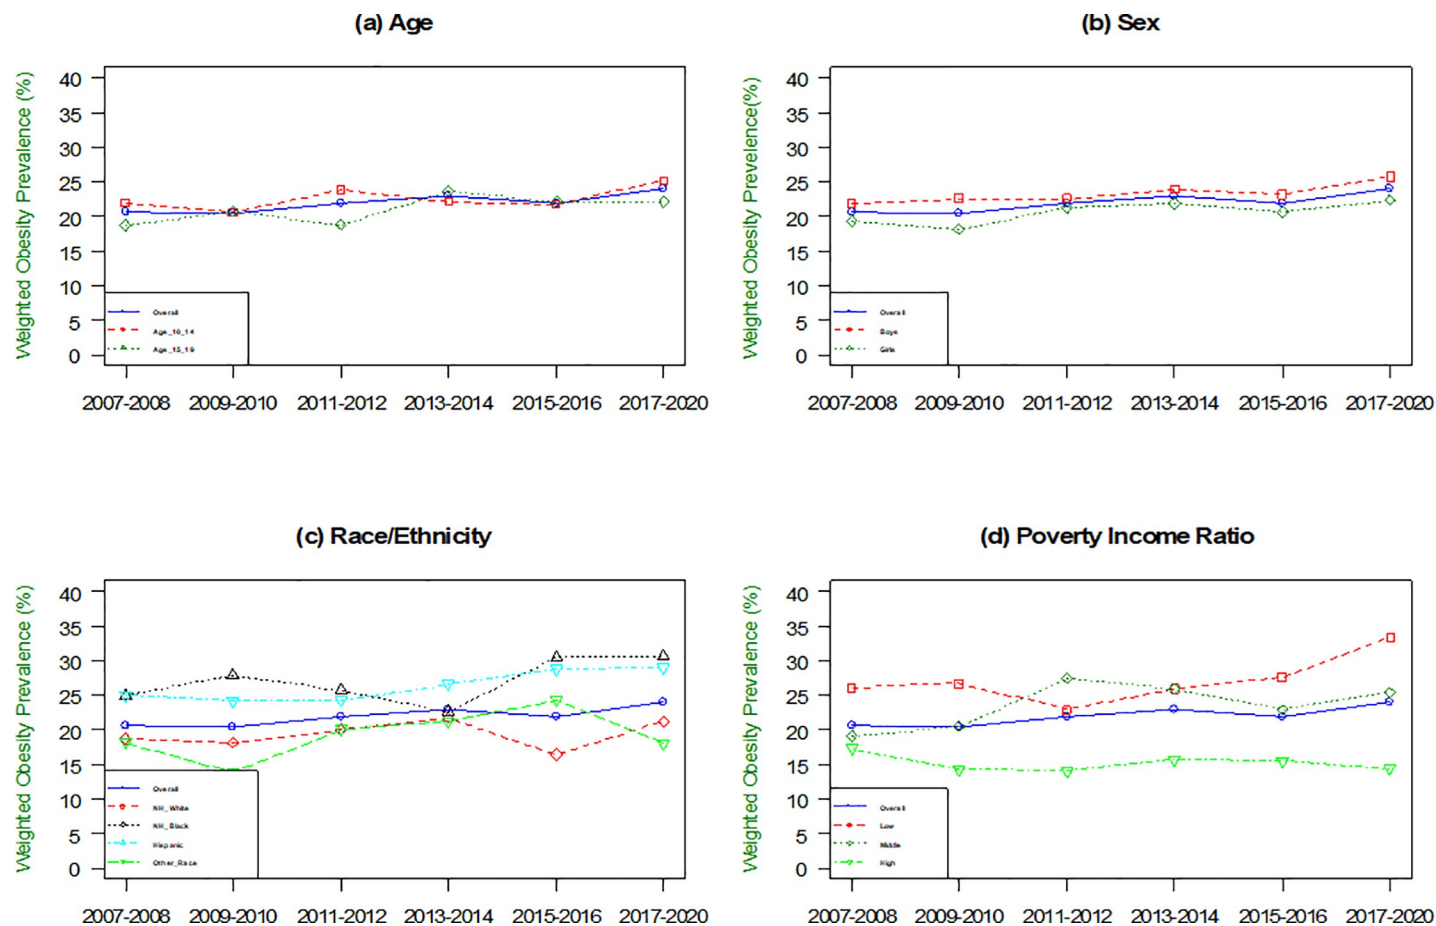 (a) Age
Weighted Obesity Prevalence (%)
40
35
30
25
20
15
10
5
0
Overall
Age_10_14
Age_15_19
2007-2008 2009-2010 2011-2012 2013-2014 2015-2016 2017-2020
(b) Sex
Weighted Obesity Prevelence(%)
40
35
30
25
20
15
10
5
0
Overall
Boys
Girls
2007-2008 2009-2010 2011-2012 2013-2014 2015-2016 2017-2020
(c) Race/Ethnicity
Weighted Obesity Prevalence (%)
40
35
30
25
20
15
10
5
0
Overall
NH_White
NH_Black
Hispanic
Other_Race
2007-2008 2009-2010 2011-2012 2013-2014 2015-2016 2017-2020
(d) Poverty Income Ratio
Weighted Obesity Prevalence (%)
40
35
30
25
20
15
10
5
0
Overall
Low
Middle
High
2007-2008 2009-2010 2011-2012 2013-2014 2015-2016 2017-2020